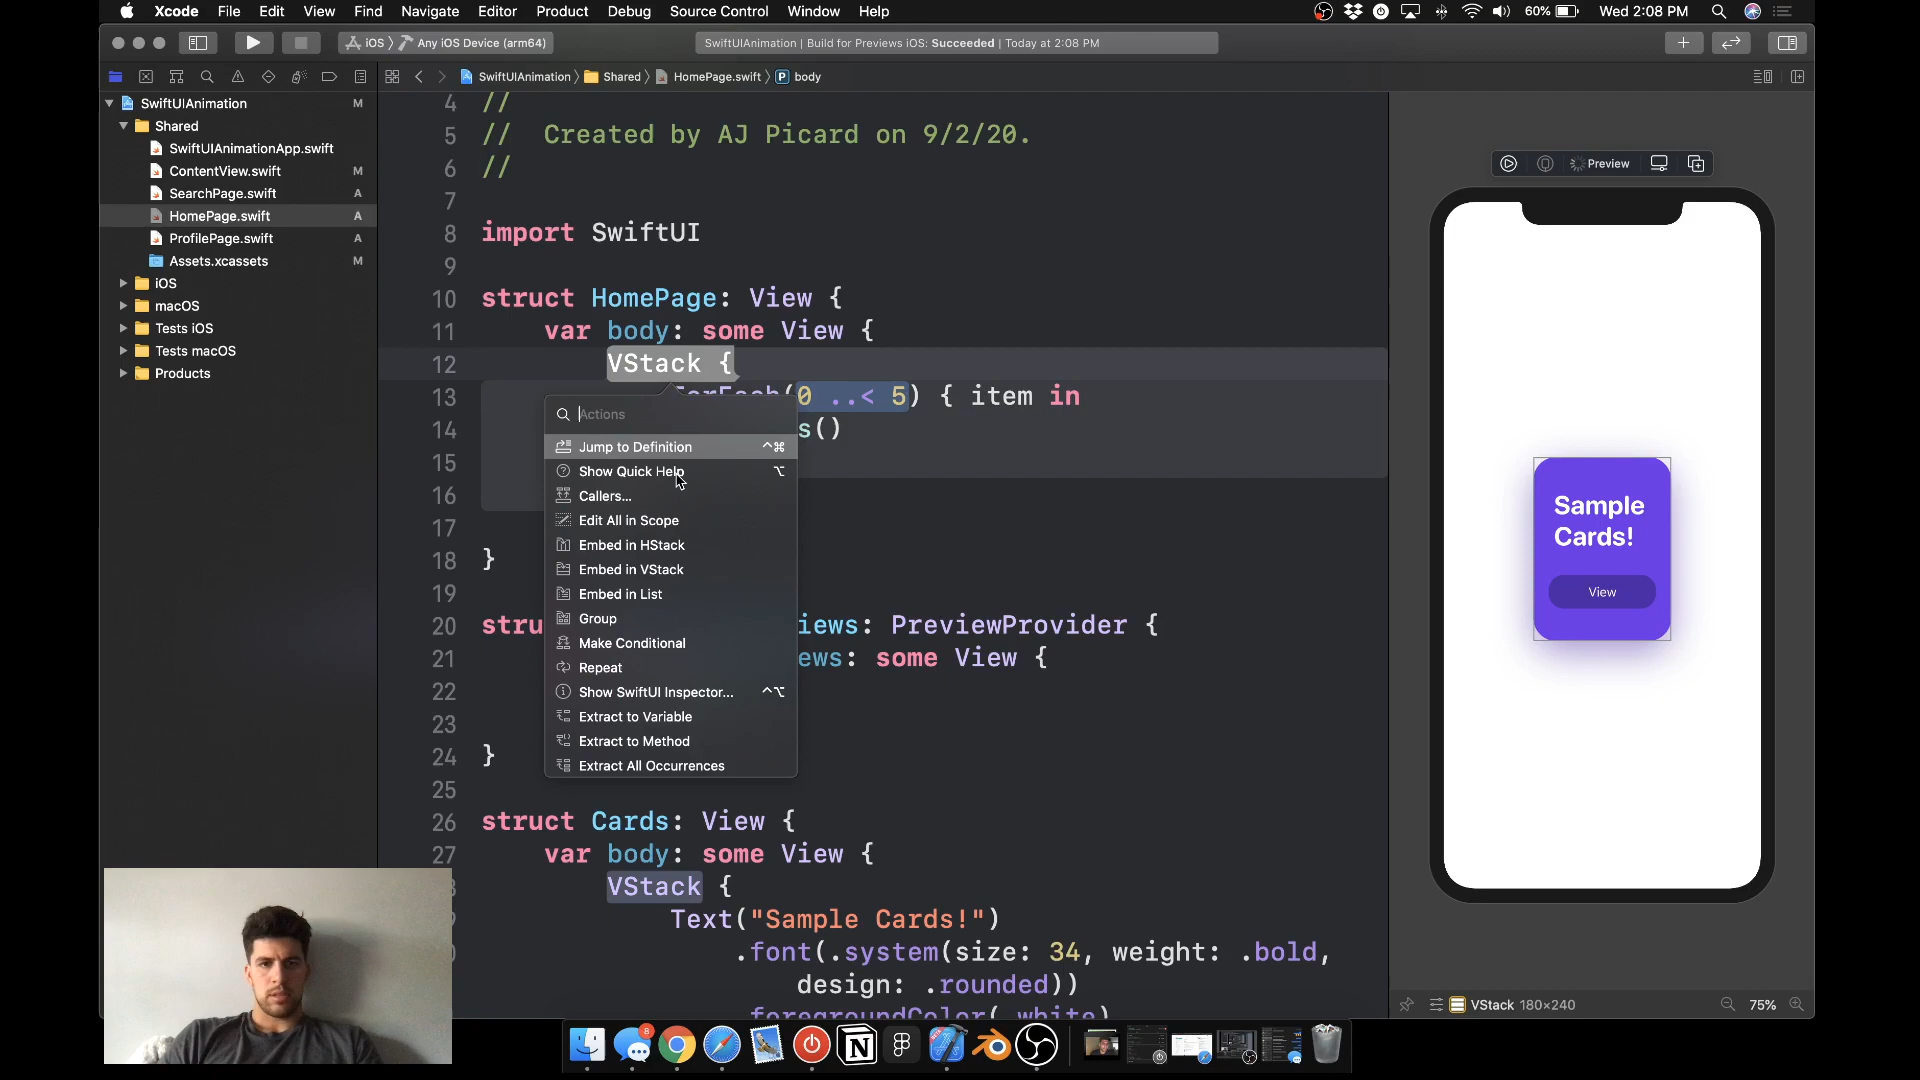 Xcode File Edit View Find Navigate Editor Product Debug Source Control Window Help 60% Wed 2:08 PM
iOS Any iOS Device (arm64) SwiftUIAnimation | Build for Previews iOS: Succeeded | Today at 2:08 PM
SwiftUIAnimation Shared HomePage.swift P body
SwiftUIAnimation M
Shared
SwiftUIAnimationApp.swift
ContentView.swift M
SearchPage.swift A
HomePage.swift A
ProfilePage.swift A
Assets.xcassets M
iOS
macOS
Tests iOS
Tests macOS
Products
4 //
5 // Created by AJ Picard on 9/2/20.
6 //
7
8 import SwiftUI
9
10 struct HomePage: View {
11 var body: some View {
12 VStack {
13 (0 ..< 5) { item in
14 s()
15
16
17
18 }
19
20 stru iews: PreviewProvider {
21 ews: some View {
22
23
24 }
25
26 struct Cards: View {
27 var body: some View {
VStack {
Text("Sample Cards!")
.font(.system(size: 34, weight: .bold,
design: .rounded))
.foregroundColor(.white)
Actions
Jump to Definition ^⌘
Show Quick Help ⌥
Callers...
Edit All in Scope
Embed in HStack
Embed in VStack
Embed in List
Group
Make Conditional
Repeat
Show SwiftUI Inspector... ^⌥
Extract to Variable
Extract to Method
Extract All Occurrences
Preview
Sample
Cards!
View
VStack 180×240 75%
8